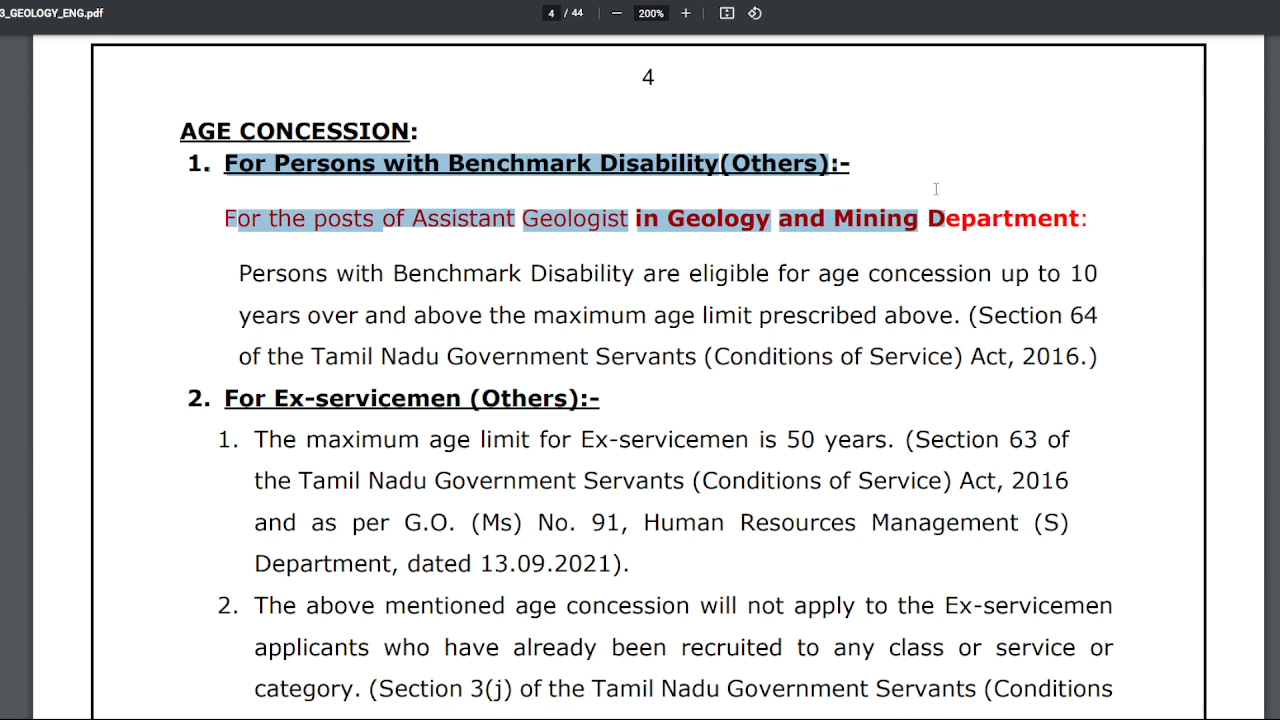 3_GEOLOGY_ENG.pdf
4 / 44
200%
4
AGE CONCESSION:
1. For Persons with Benchmark Disability(Others):-
For the posts of Assistant Geologist in Geology and Mining Department:
Persons with Benchmark Disability are eligible for age concession up to 10
years over and above the maximum age limit prescribed above. (Section 64
of the Tamil Nadu Government Servants (Conditions of Service) Act, 2016.)
2. For Ex-servicemen (Others):-
1. The maximum age limit for Ex-servicemen is 50 years. (Section 63 of
the Tamil Nadu Government Servants (Conditions of Service) Act, 2016
and as per G.O. (Ms) No. 91, Human Resources Management (S)
Department, dated 13.09.2021).
2. The above mentioned age concession will not apply to the Ex-servicemen
applicants who have already been recruited to any class or service or
category. (Section 3(j) of the Tamil Nadu Government Servants (Conditions